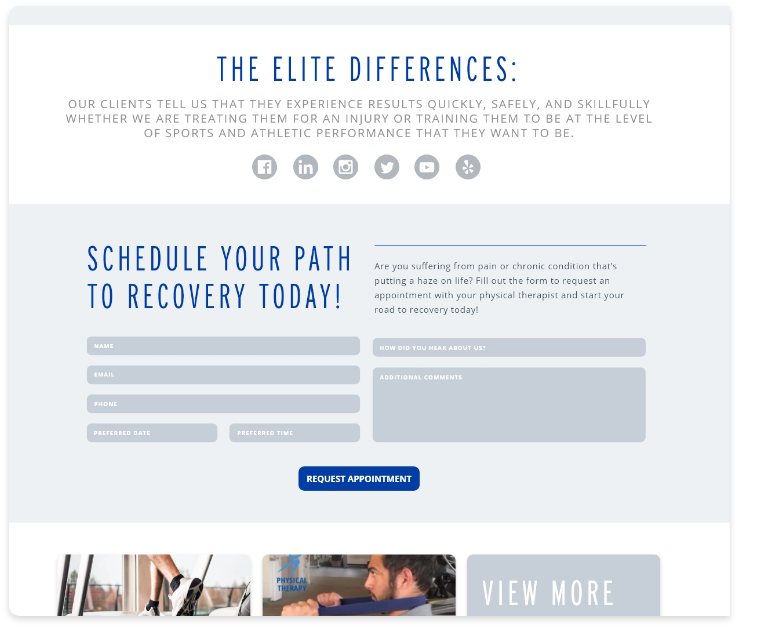 THE ELITE DIFFERENCES:
OUR CLIENTS TELL US THAT THEY EXPERIENCE RESULTS QUICKLY, SAFELY, AND SKILLFULLY
WHETHER WE ARE TREATING THEM FOR AN INJURY OR TRAINING THEM TO BE AT THE LEVEL
OF SPORTS AND ATHLETIC PERFORMANCE THAT THEY WANT TO BE.
SCHEDULE YOUR PATH
TO RECOVERY TODAY!
Are you suffering from pain or chronic condition that's
putting a haze on life? Fill out the form to request an
appointment with your physical therapist and start your
road to recovery today!
NAME
EMAIL
PHONE
PREFERRED DATE
PREFERRED TIME
HOW DID YOU HEAR ABOUT US?
ADDITIONAL COMMENTS
REQUEST APPOINTMENT
PHYSICAL
THERAPY
VIEW MORE